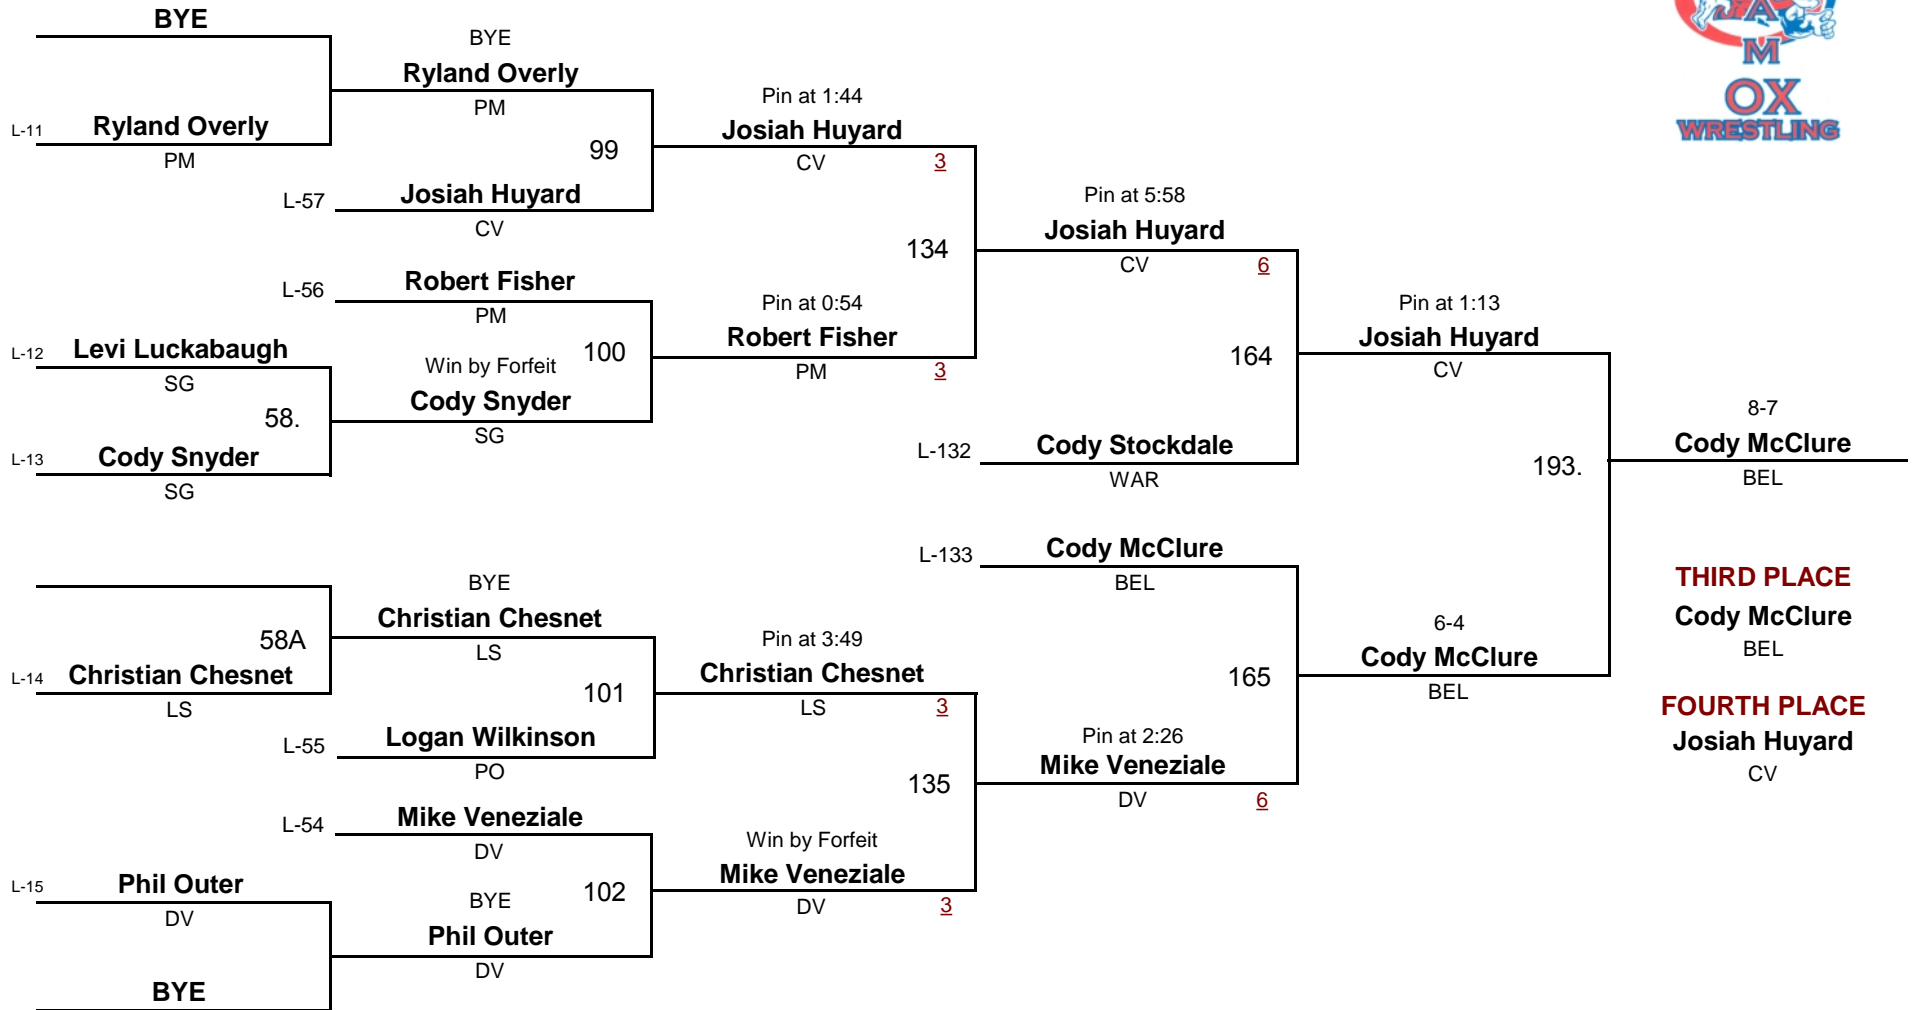 BYE
L-11
Ryland Overly
PM
BYE
Ryland Overly
PM
99
L-57
Josiah Huyard
CV
Pin at 1:44
Josiah Huyard
CV
3
L-56
Robert Fisher
PM
L-12
Levi Luckabaugh
SG
58.
L-13
Cody Snyder
SG
Win by Forfeit
100
Cody Snyder
SG
Pin at 0:54
Robert Fisher
PM
3
134
Pin at 5:58
Josiah Huyard
CV
6
L-132
Cody Stockdale
WAR
164
Pin at 1:13
Josiah Huyard
CV
58A
L-14
Christian Chesnet
LS
BYE
Christian Chesnet
LS
101
L-55
Logan Wilkinson
PO
Pin at 3:49
Christian Chesnet
LS
3
L-54
Mike Veneziale
DV
L-15
Phil Outer
DV
BYE
BYE
102
Phil Outer
DV
Win by Forfeit
Mike Veneziale
DV
3
135
L-133
Cody McClure
BEL
Pin at 2:26
Mike Veneziale
DV
6
165
6-4
Cody McClure
BEL
193.
8-7
Cody McClure
BEL
THIRD PLACE
Cody McClure
BEL
FOURTH PLACE
Josiah Huyard
CV
A
M
OX
WRESTLING